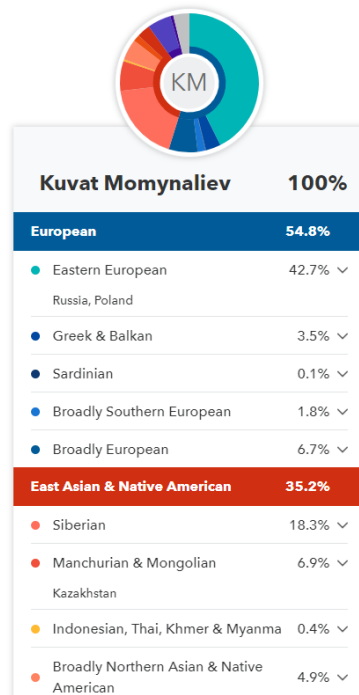 KM
Kuvat Momynaliev 100%
European 54.8%
Eastern European 42.7%
Russia, Poland
Greek & Balkan 3.5%
Sardinian 0.1%
Broadly Southern European 1.8%
Broadly European 6.7%
East Asian & Native American 35.2%
Siberian 18.3%
Manchurian & Mongolian 6.9%
Kazakhstan
Indonesian, Thai, Khmer & Myanma 0.4%
Broadly Northern Asian & Native 4.9%
American